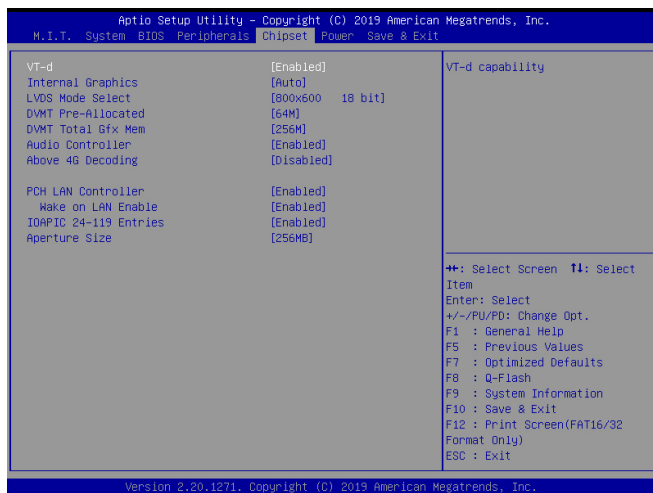 Aptio Setup Utility – Copyright (C) 2019 American Megatrends, Inc.
M.I.T. System BIOS Peripherals Chipset Power Save & Exit
VT-d [Enabled]
Internal Graphics [Auto]
LVDS Mode Select [800x600 18 bit]
DVMT Pre-Allocated [64M]
DVMT Total Gfx Mem [256M]
Audio Controller [Enabled]
Above 4G Decoding [Disabled]
PCH LAN Controller [Enabled]
Wake on LAN Enable [Enabled]
IOAPIC 24-119 Entries [Enabled]
Aperture Size [256MB]
VT-d capability
→←: Select Screen ↑↓: Select
Item
Enter: Select
+/-/PU/PD: Change Opt.
F1 : General Help
F5 : Previous Values
F7 : Optimized Defaults
F8 : Q-Flash
F9 : System Information
F10 : Save & Exit
F12 : Print Screen(FAT16/32
Format Only)
ESC : Exit
Version 2.20.1271. Copyright (C) 2019 American Megatrends, Inc.